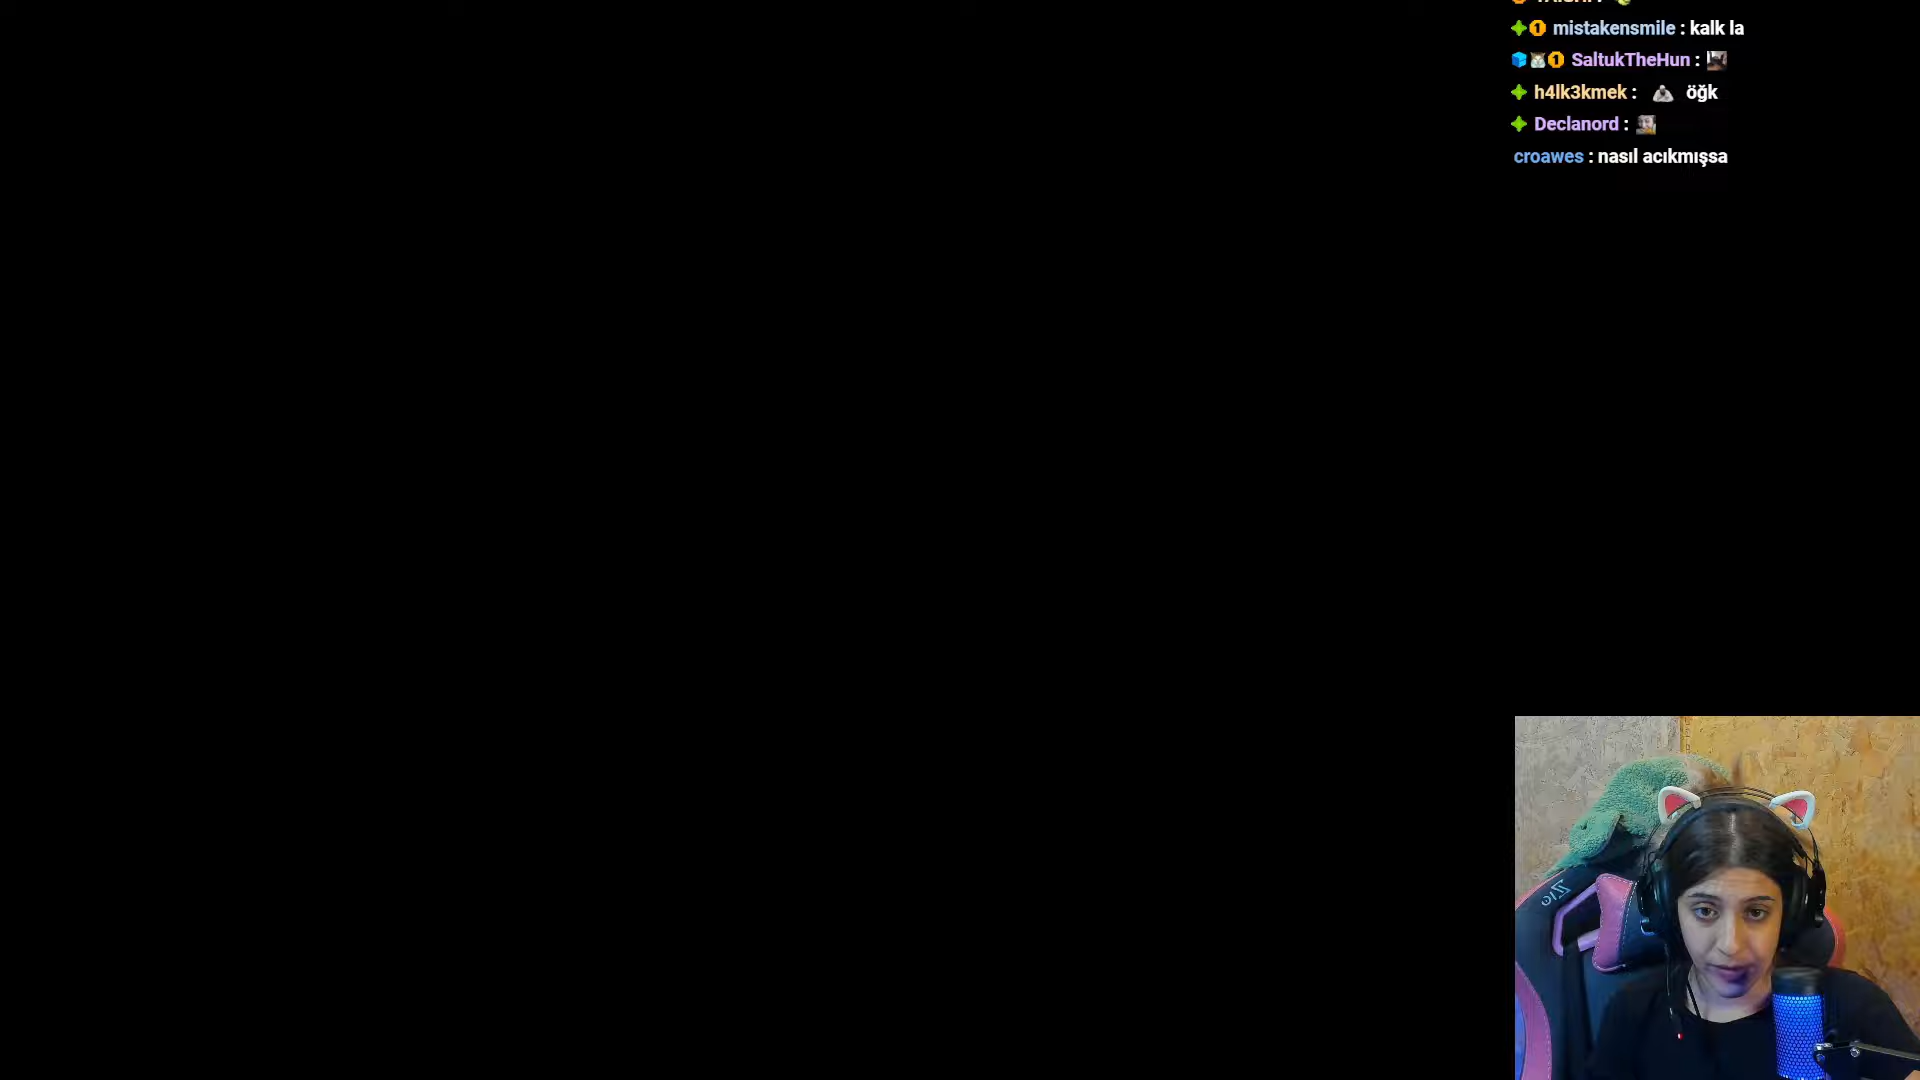 mistakensmile : kalk la
SaltukTheHun :
h4lk3kmek : öğk
Declanord :
croawes : nasıl acıkmışsa